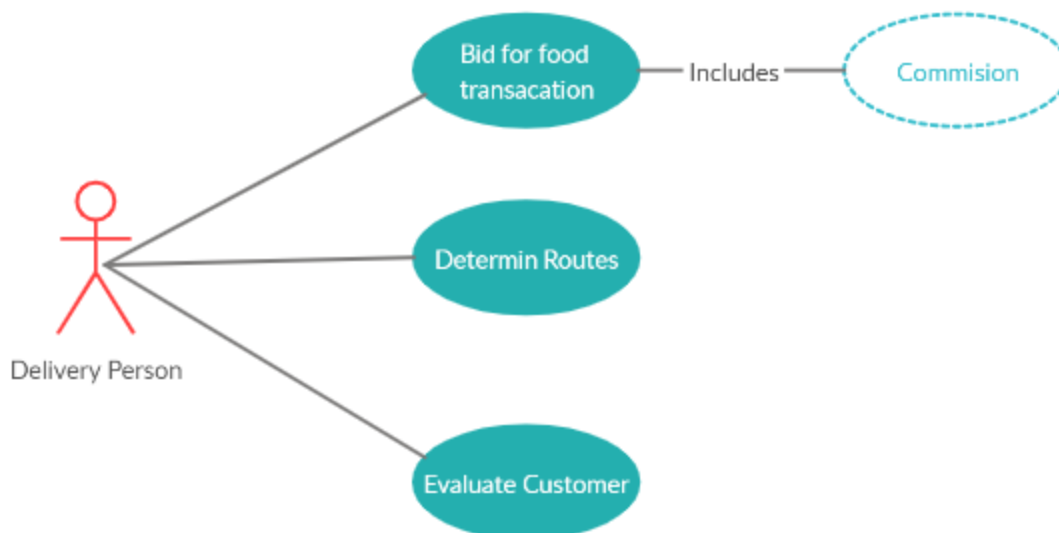 Bid for food
transacation
Includes
Commision
Determin Routes
Delivery Person
Evaluate Customer